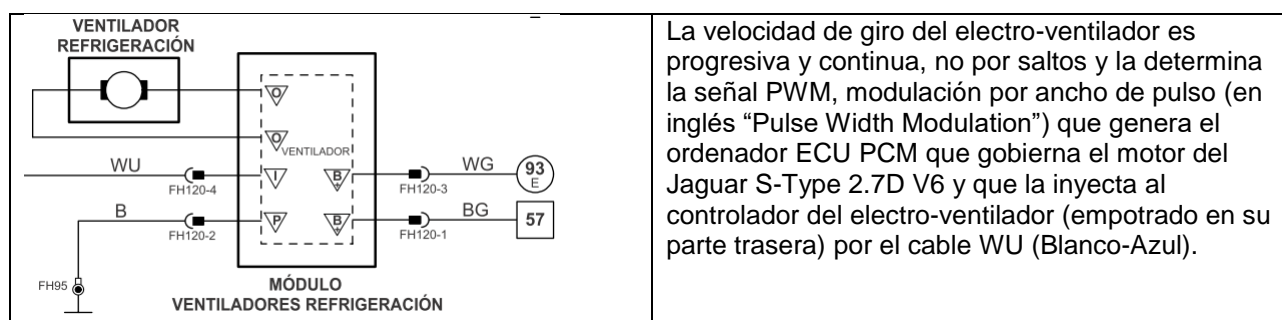 VENTILADOR
REFRIGERACIÓN
O
O
VENTILADOR
WU
I
B
+
WG
93
E
FH120-4
FH120-3
B
P
B
+
BG
57
FH120-2
FH120-1
FH95
MÓDULO
VENTILADORES REFRIGERACIÓN
La velocidad de giro del electro-ventilador es
progresiva y continua, no por saltos y la determina
la señal PWM, modulación por ancho de pulso (en
inglés “Pulse Width Modulation”) que genera el
ordenador ECU PCM que gobierna el motor del
Jaguar S-Type 2.7D V6 y que la inyecta al
controlador del electro-ventilador (empotrado en su
parte trasera) por el cable WU (Blanco-Azul).